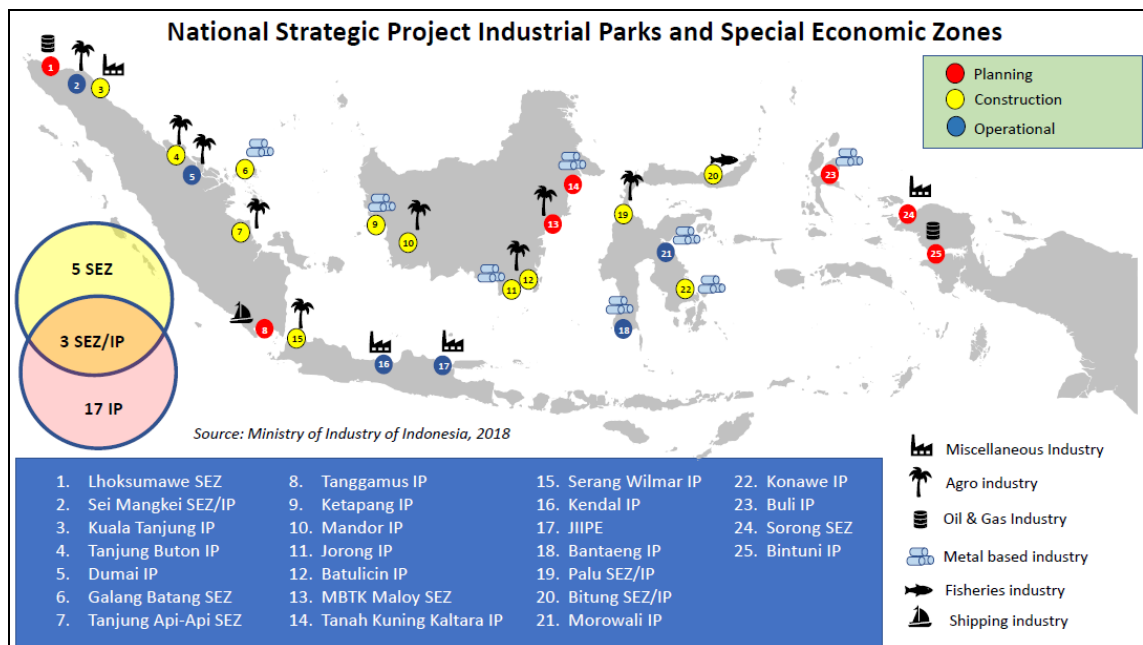 National Strategic Project Industrial Parks and Special Economic Zones
Planning
Construction
Operational
1
2
3
4
5
6
7
8
9
10
11
12
13
14
15
16
17
18
19
20
21
22
23
24
25
5 SEZ
3 SEZ/IP
17 IP
Source: Ministry of Industry of Indonesia, 2018
Miscellaneous Industry
Agro industry
Oil & Gas Industry
Metal based industry
Fisheries industry
Shipping industry
1. Lhoksumawe SEZ
2. Sei Mangkei SEZ/IP
3. Kuala Tanjung IP
4. Tanjung Buton IP
5. Dumai IP
6. Galang Batang SEZ
7. Tanjung Api-Api SEZ
8. Tanggamus IP
9. Ketapang IP
10. Mandor IP
11. Jorong IP
12. Batulicin IP
13. MBTK Maloy SEZ
14. Tanah Kuning Kaltara IP
15. Serang Wilmar IP
16. Kendal IP
17. JIIPE
18. Bantaeng IP
19. Palu SEZ/IP
20. Bitung SEZ/IP
21. Morowali IP
22. Konawe IP
23. Buli IP
24. Sorong SEZ
25. Bintuni IP